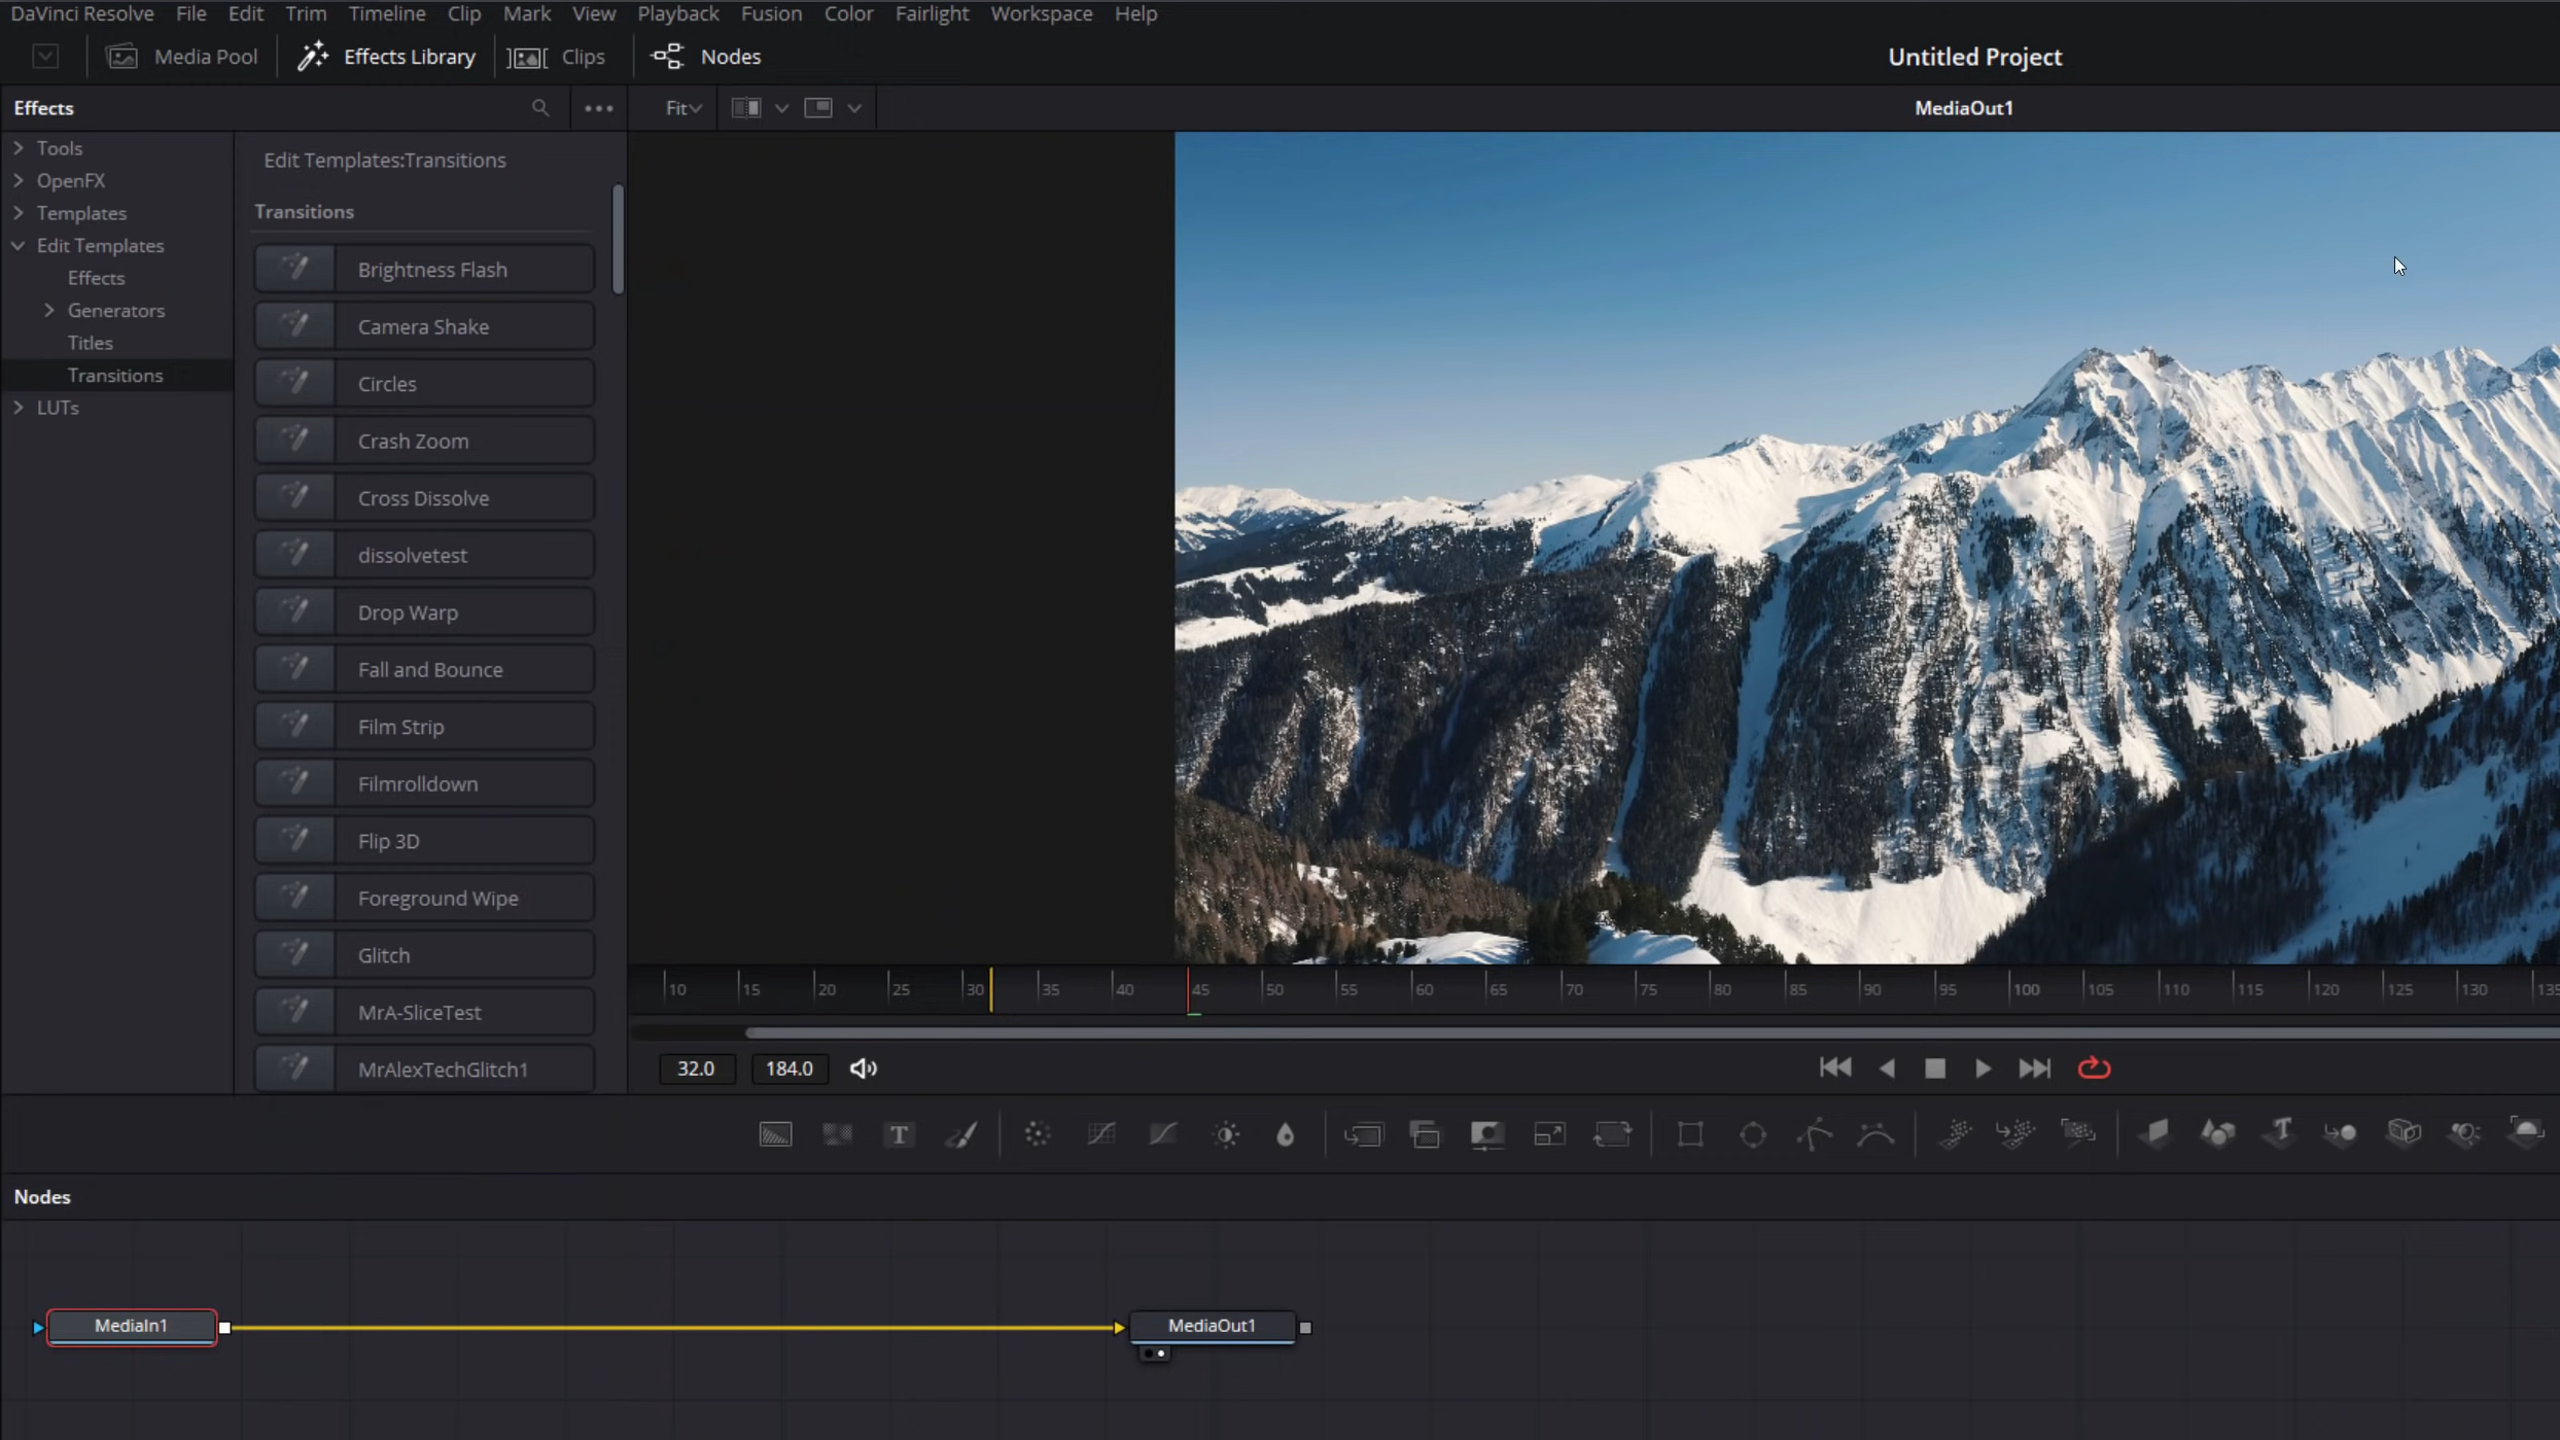 DaVinci Resolve File Edit Trim Timeline Clip Mark View Playback Fusion Color Fairlight Workspace Help
Media Pool Effects Library Clips Nodes Untitled Project
Effects Fit MediaOut1
Tools
OpenFX
Templates
Edit Templates
Effects
Generators
Titles
Transitions
LUTs
Edit Templates:Transitions
Transitions
Brightness Flash
Camera Shake
Circles
Crash Zoom
Cross Dissolve
dissolvetest
Drop Warp
Fall and Bounce
Film Strip
Filmrolldown
Flip 3D
Foreground Wipe
Glitch
MrA-SliceTest
MrAlexTechGlitch1
10 15 20 25 30 35 40 45 50 55 60 65 70 75 80 85 90 95 100 105 110 115 120 125 130 135
32.0 184.0
T T
Nodes
MediaIn1 MediaOut1